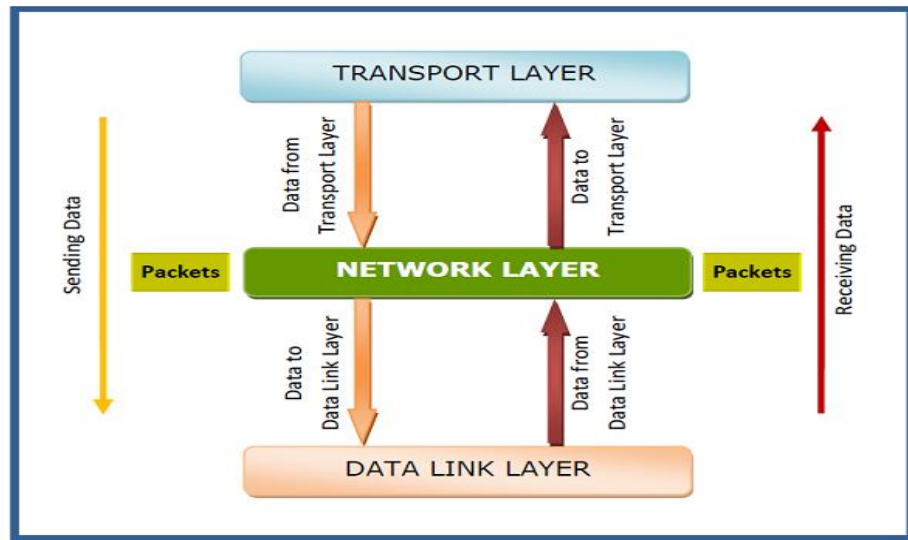 TRANSPORT LAYER
Sending Data
Data from
Transport Layer
Data to
Transport Layer
Receiving Data
Packets
NETWORK LAYER
Packets
Data to
Data Link Layer
Data from
Data Link Layer
DATA LINK LAYER